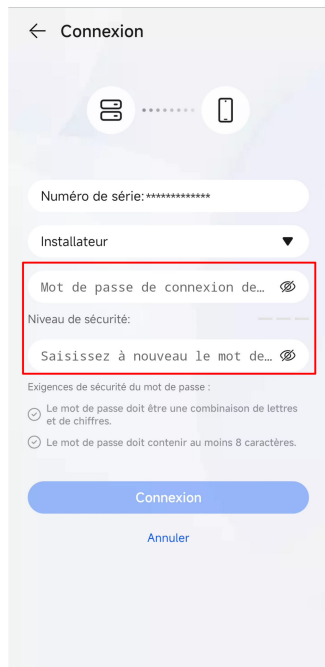 Connexion
Numéro de série:*************
Installateur
Mot de passe de connexion de…
Niveau de sécurité:
Saisissez à nouveau le mot de…
Exigences de sécurité du mot de passe :
Le mot de passe doit être une combinaison de lettres
et de chiffres.
Le mot de passe doit contenir au moins 8 caractères.
Connexion
Annuler